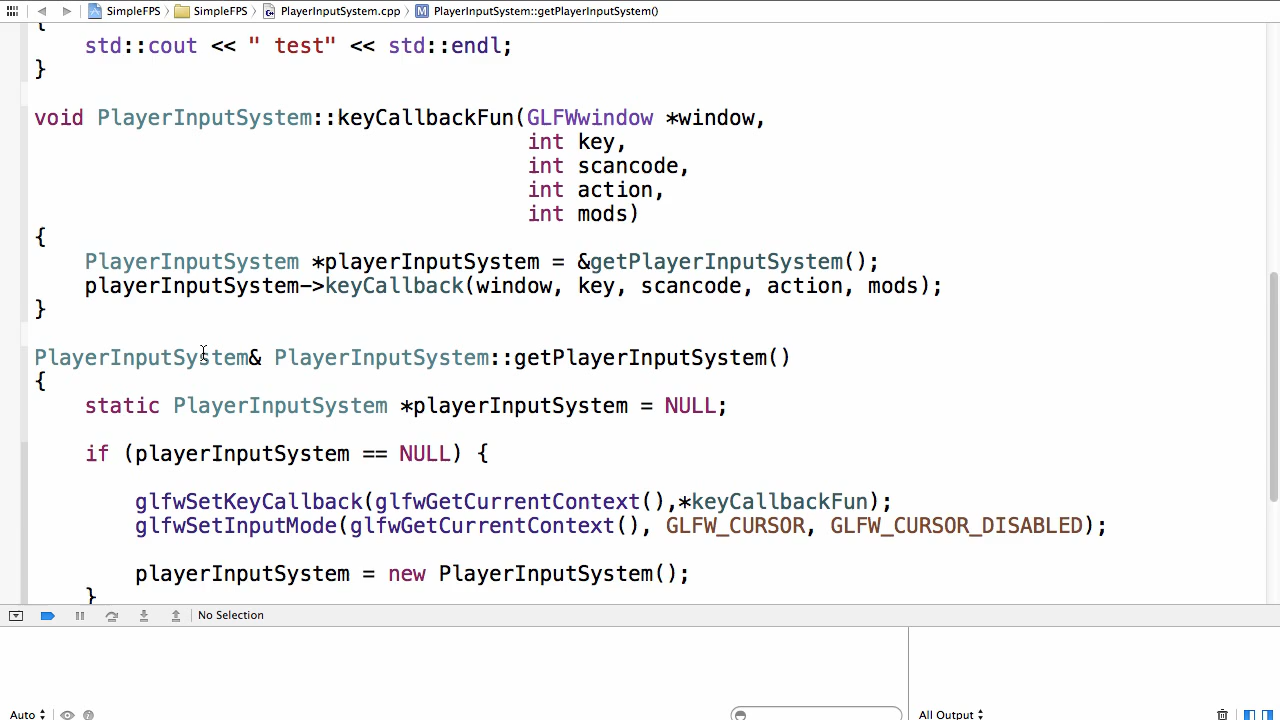 SimpleFPS SimpleFPS PlayerInputSystem.cpp M PlayerInputSystem::getPlayerInputSystem()
{
std::cout << " test" << std::endl;
}
void PlayerInputSystem::keyCallbackFun(GLFWwindow *window,
int key,
int scancode,
int action,
int mods)
{
PlayerInputSystem *playerInputSystem = &getPlayerInputSystem();
playerInputSystem->keyCallback(window, key, scancode, action, mods);
}
PlayerInputSystem& PlayerInputSystem::getPlayerInputSystem()
{
static PlayerInputSystem *playerInputSystem = NULL;
if (playerInputSystem == NULL) {
glfwSetKeyCallback(glfwGetCurrentContext(),*keyCallbackFun);
glfwSetInputMode(glfwGetCurrentContext(), GLFW_CURSOR, GLFW_CURSOR_DISABLED);
playerInputSystem = new PlayerInputSystem();
}
No Selection
Auto All Output